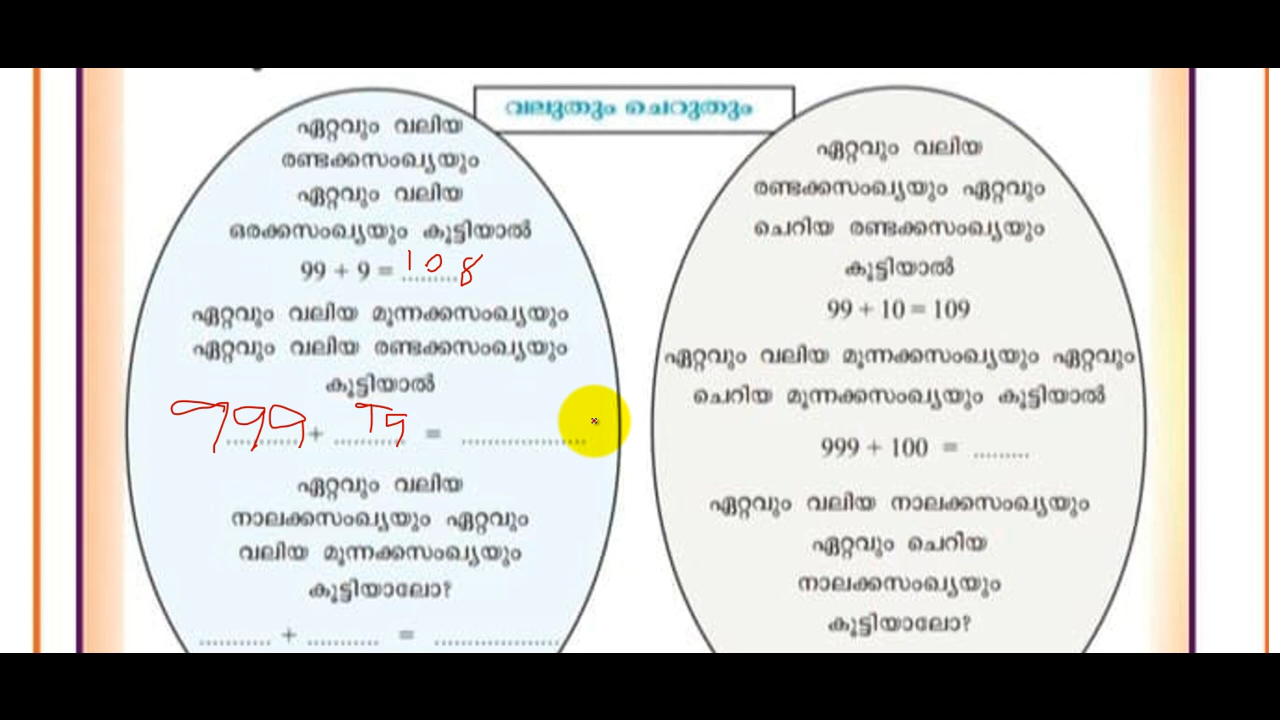 വലുതും ചെറുതും
ഏറ്റവും വലിയ
രണ്ടക്കസംഖ്യയും
ഏറ്റവും വലിയ
ഒരക്കസംഖ്യയും കൂട്ടിയാൽ
99 + 9 = 108
ഏറ്റവും വലിയ മൂന്നക്കസംഖ്യയും
ഏറ്റവും വലിയ രണ്ടക്കസംഖ്യയും
കൂട്ടിയാൽ
999 + ........... = ....................
ഏറ്റവും വലിയ
നാലക്കസംഖ്യയും ഏറ്റവും
വലിയ മൂന്നക്കസംഖ്യയും
കൂട്ടിയാലോ?
........... + ........... = ...................
ഏറ്റവും വലിയ
രണ്ടക്കസംഖ്യയും ഏറ്റവും
ചെറിയ രണ്ടക്കസംഖ്യയും
കൂട്ടിയാൽ
99 + 10 = 109
ഏറ്റവും വലിയ മൂന്നക്കസംഖ്യയും ഏറ്റവും
ചെറിയ മൂന്നക്കസംഖ്യയും കൂട്ടിയാൽ
999 + 100 = .........
ഏറ്റവും വലിയ നാലക്കസംഖ്യയും
ഏറ്റവും ചെറിയ
നാലക്കസംഖ്യയും
കൂട്ടിയാലോ?